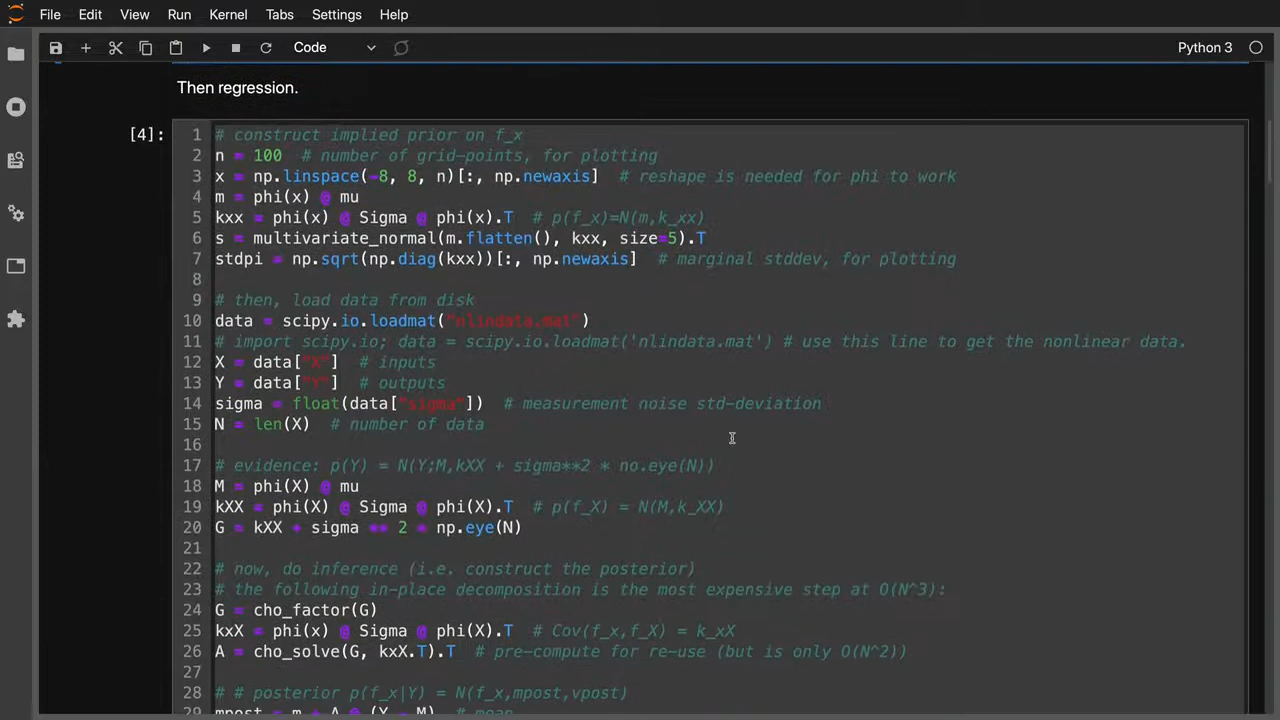 File Edit View Run Kernel Tabs Settings Help
Code Python 3
Then regression.
[4]:
1 # construct implied prior on f_x
2 n = 100  # number of grid-points, for plotting
3 x = np.linspace(-8, 8, n)[:, np.newaxis]  # reshape is needed for phi to work
4 m = phi(x) @ mu
5 kxx = phi(x) @ Sigma @ phi(x).T  # p(f_x)=N(m,k_xx)
6 s = multivariate_normal(m.flatten(), kxx, size=5).T
7 stdpi = np.sqrt(np.diag(kxx))[:, np.newaxis]  # marginal stddev, for plotting
8
9 # then, load data from disk
10 data = scipy.io.loadmat("nlindata.mat")
11 # import scipy.io; data = scipy.io.loadmat('nlindata.mat') # use this line to get the nonlinear data.
12 X = data["X"]  # inputs
13 Y = data["Y"]  # outputs
14 sigma = float(data["sigma"])  # measurement noise std-deviation
15 N = len(X)  # number of data
16
17 # evidence: p(Y) = N(Y;M,kXX + sigma**2 * no.eye(N))
18 M = phi(X) @ mu
19 kXX = phi(X) @ Sigma @ phi(X).T  # p(f_X) = N(M,k_XX)
20 G = kXX + sigma ** 2 * np.eye(N)
21
22 # now, do inference (i.e. construct the posterior)
23 # the following in-place decomposition is the most expensive step at O(N^3):
24 G = cho_factor(G)
25 kxX = phi(x) @ Sigma @ phi(X).T  # Cov(f_x,f_X) = k_xX
26 A = cho_solve(G, kxX.T).T  # pre-compute for re-use (but is only O(N^2))
27
28 # # posterior p(f_x|Y) = N(f_x,mpost,vpost)
29 mpost = m + A @ (Y - M)  # mean